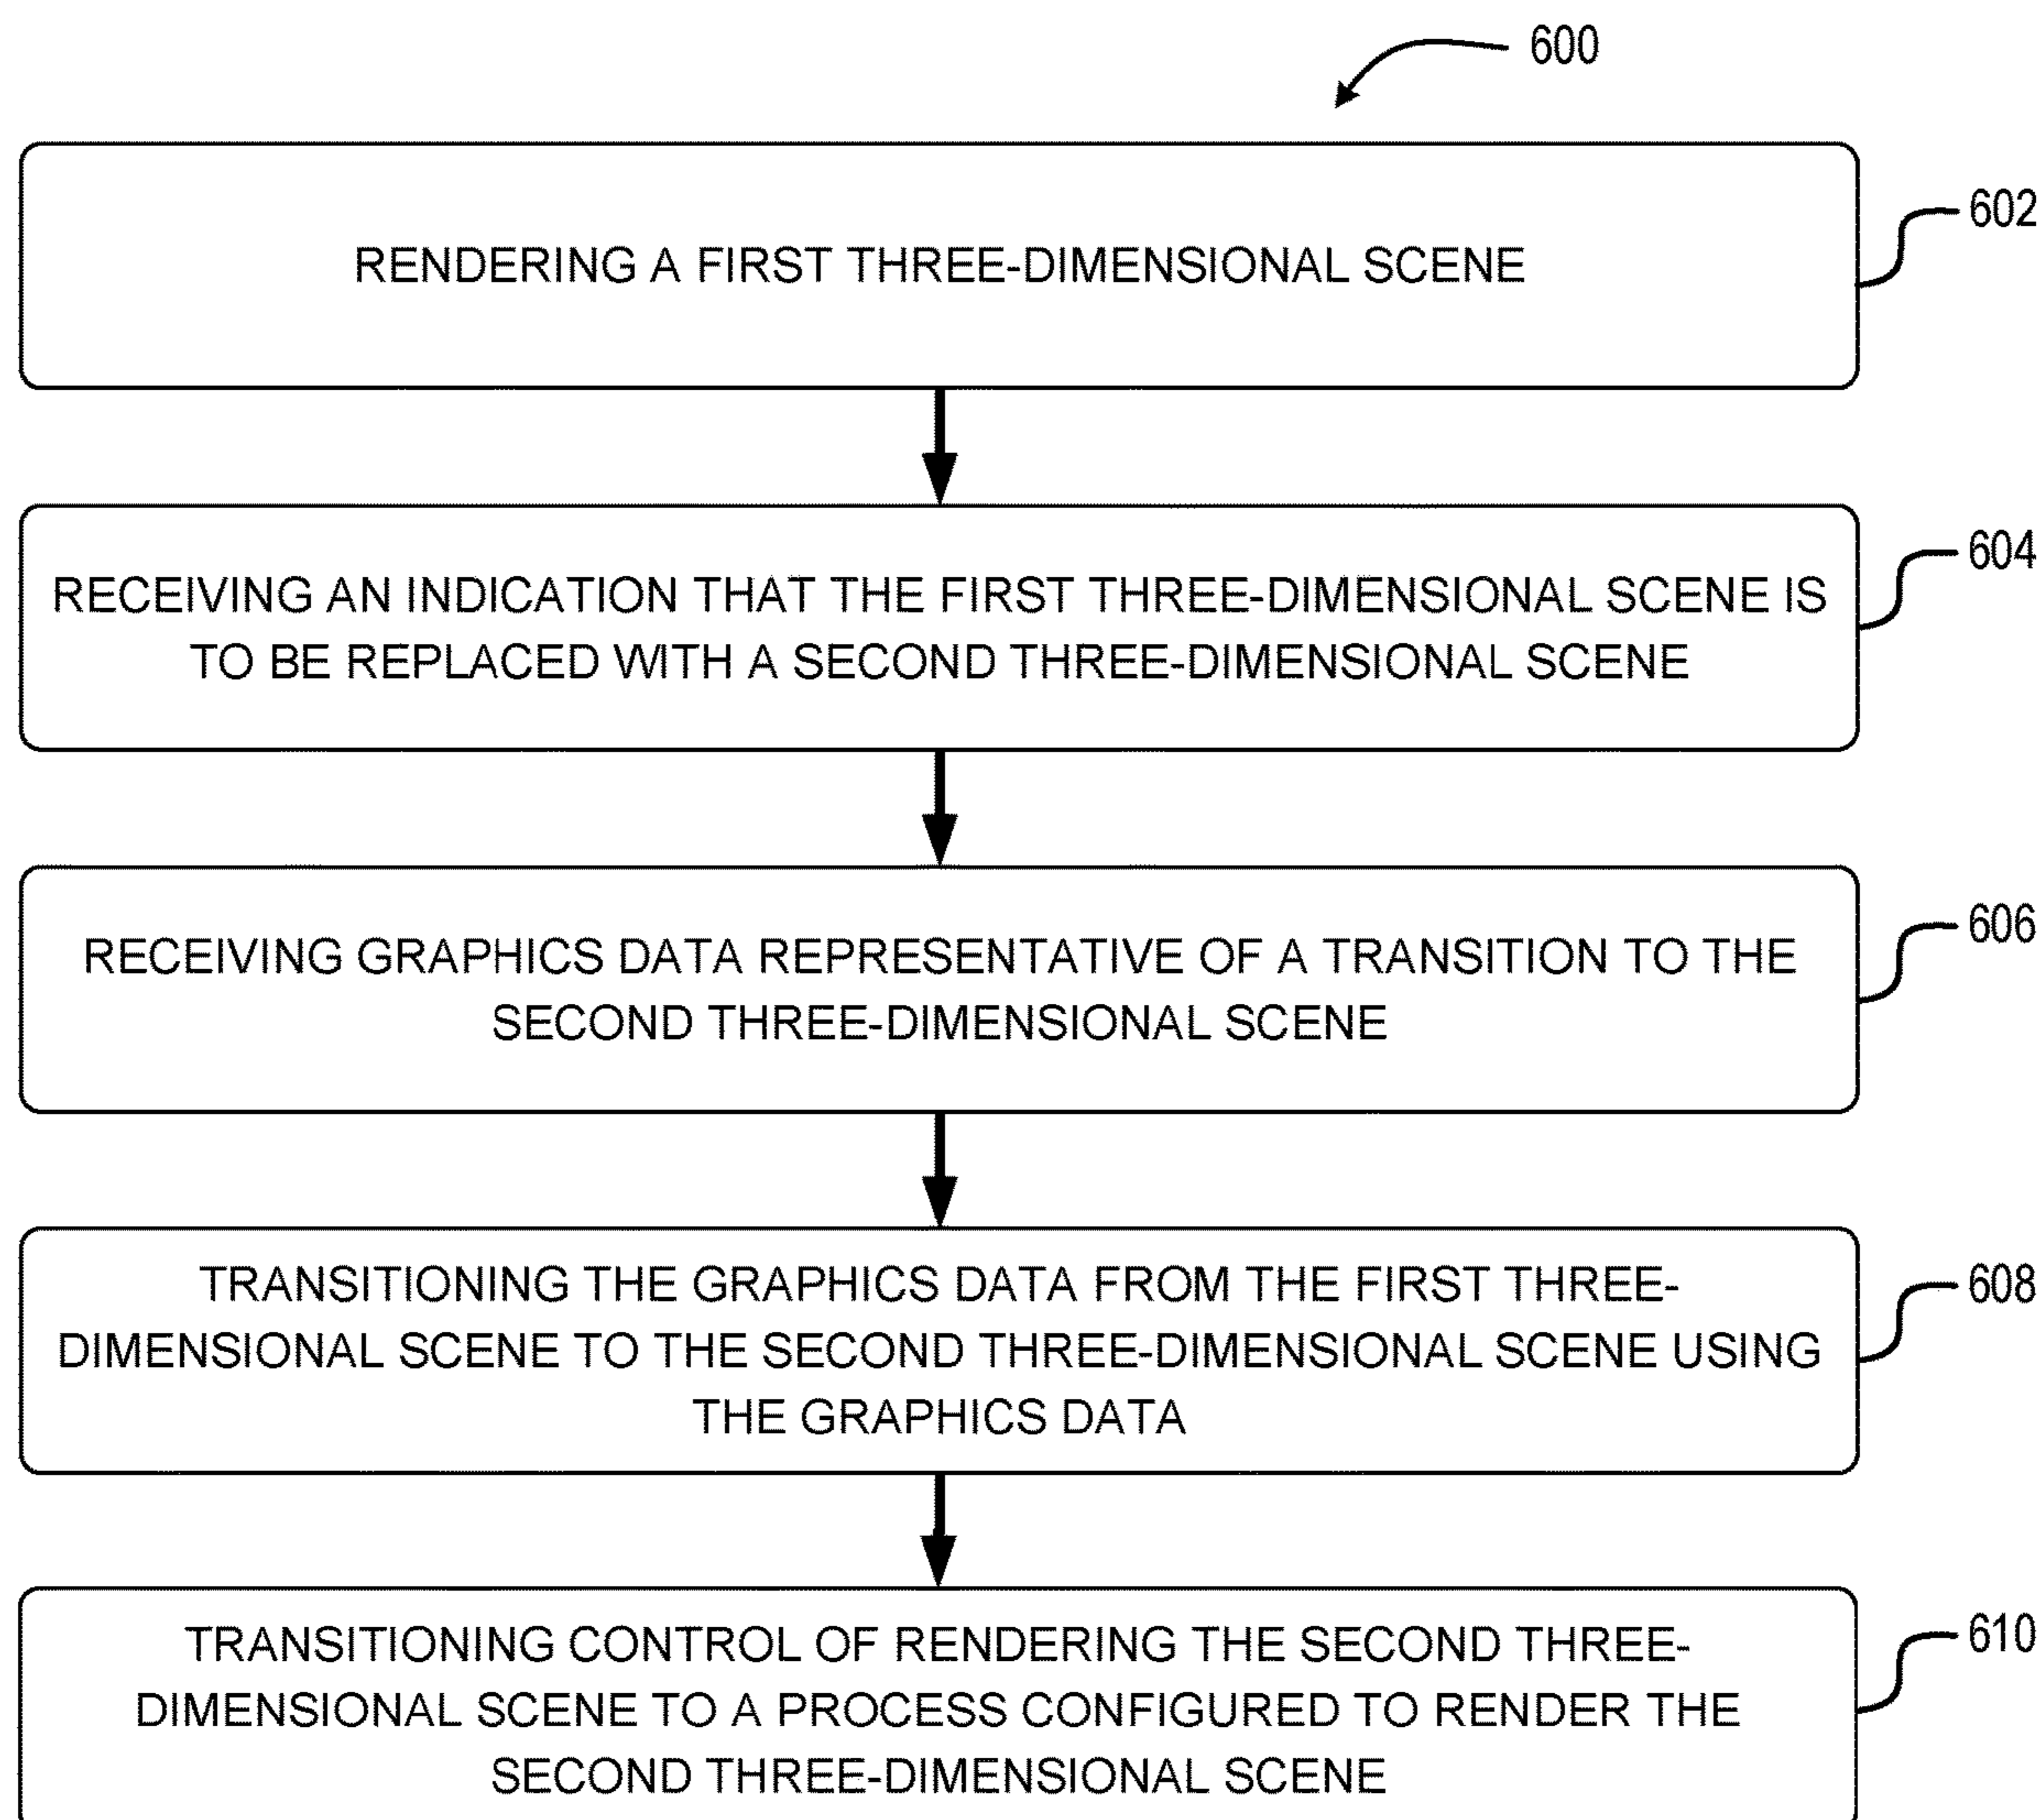 600
RENDERING A FIRST THREE-DIMENSIONAL SCENE
602
RECEIVING AN INDICATION THAT THE FIRST THREE-DIMENSIONAL SCENE IS
TO BE REPLACED WITH A SECOND THREE-DIMENSIONAL SCENE
604
RECEIVING GRAPHICS DATA REPRESENTATIVE OF A TRANSITION TO THE
SECOND THREE-DIMENSIONAL SCENE
606
TRANSITIONING THE GRAPHICS DATA FROM THE FIRST THREE-
DIMENSIONAL SCENE TO THE SECOND THREE-DIMENSIONAL SCENE USING
THE GRAPHICS DATA
608
TRANSITIONING CONTROL OF RENDERING THE SECOND THREE-
DIMENSIONAL SCENE TO A PROCESS CONFIGURED TO RENDER THE
SECOND THREE-DIMENSIONAL SCENE
610